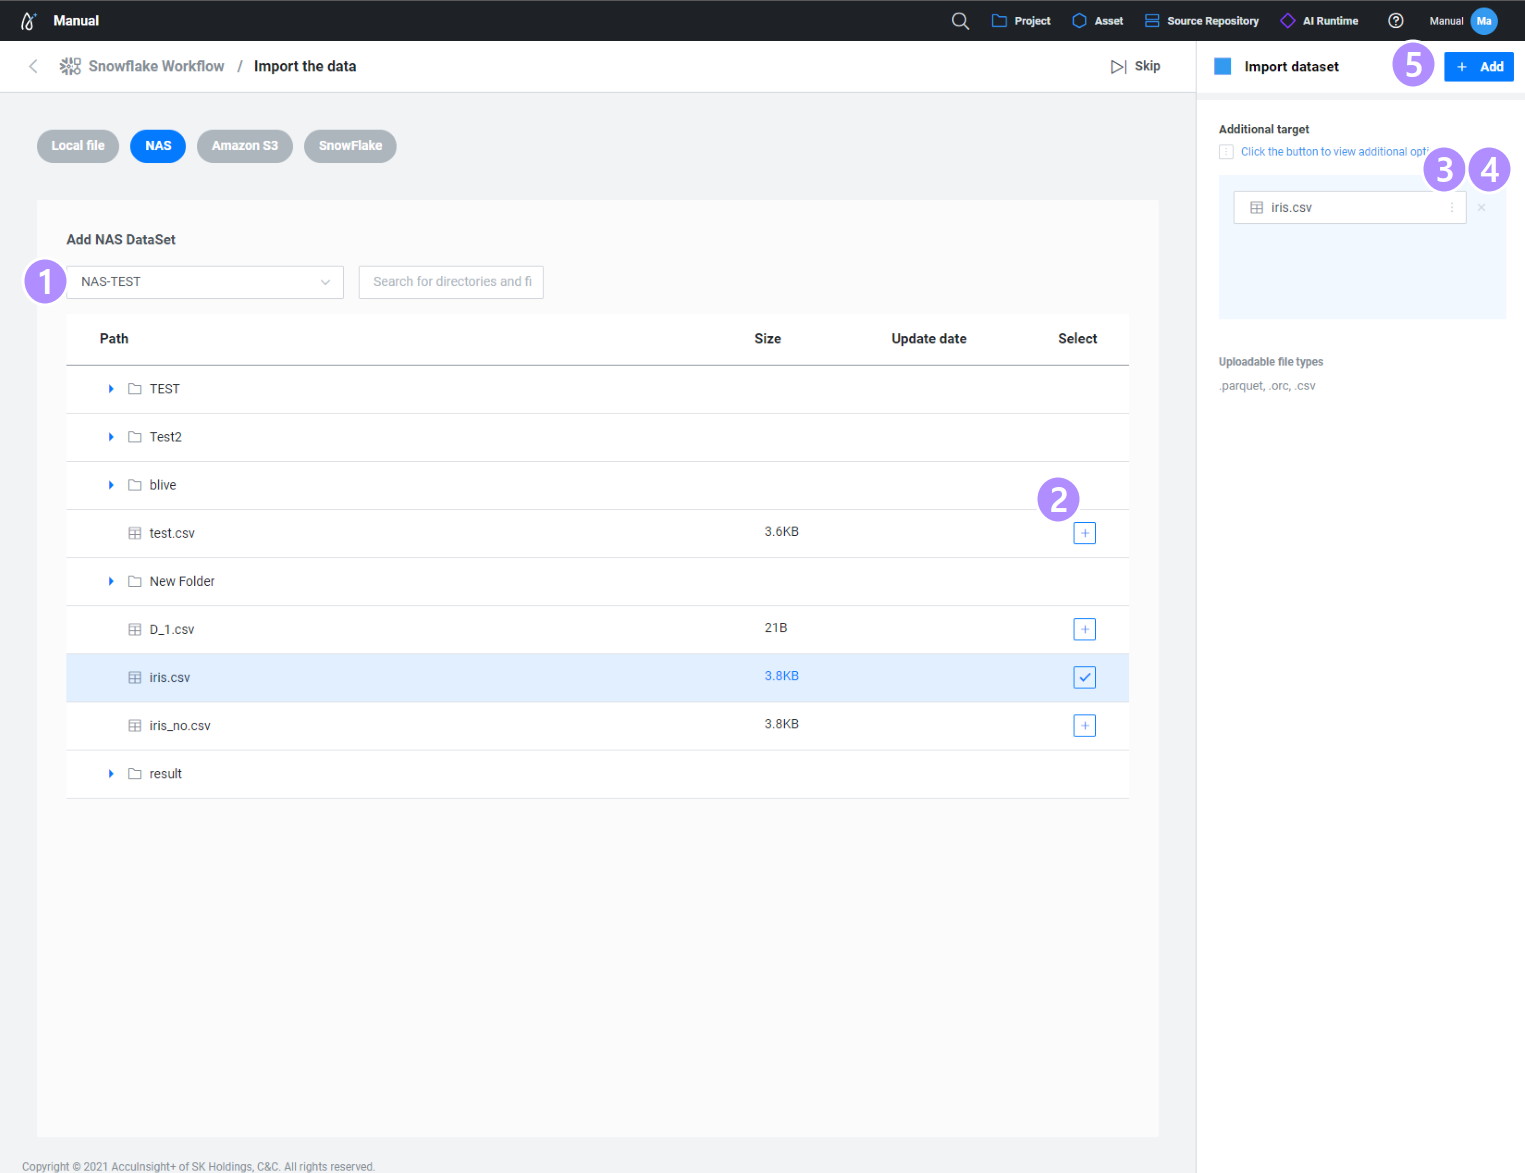 Manual
Project
Asset
Source Repository
AI Runtime
Manual
Ma
Snowflake Workflow / Import the data
Skip
Import dataset
5
+ Add
Local file
NAS
Amazon S3
SnowFlake
Additional target
Click the button to view additional opti
3
4
iris.csv
Uploadable file types
.parquet, .orc, .csv
Add NAS DataSet
1
NAS-TEST
Search for directories and fi
Path Size Update date Select
TEST
Test2
blive
2
test.csv 3.6KB
New Folder
D_1.csv 21B
iris.csv 3.8KB
iris_no.csv 3.8KB
result
Copyright © 2021 AccuInsight+ of SK Holdings, C&C. All rights reserved.